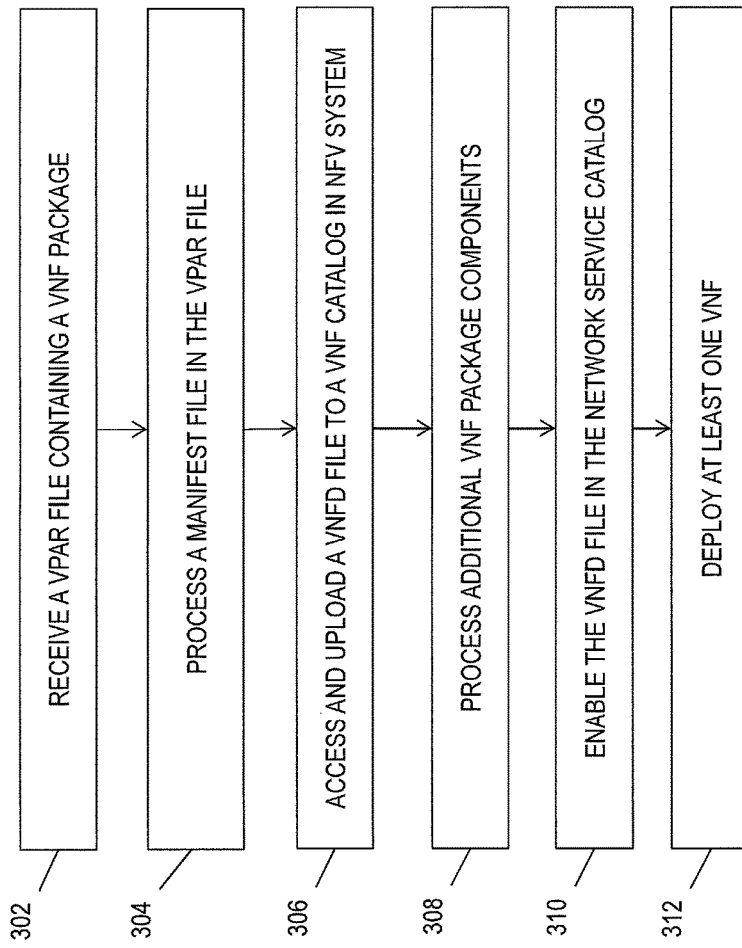 302
RECEIVE A VPAR FILE CONTAINING A VNF PACKAGE
304
PROCESS A MANIFEST FILE IN THE VPAR FILE
306
ACCESS AND UPLOAD A VNFD FILE TO A VNF CATALOG IN NFV SYSTEM
308
PROCESS ADDITIONAL VNF PACKAGE COMPONENTS
310
ENABLE THE VNFD FILE IN THE NETWORK SERVICE CATALOG
312
DEPLOY AT LEAST ONE VNF